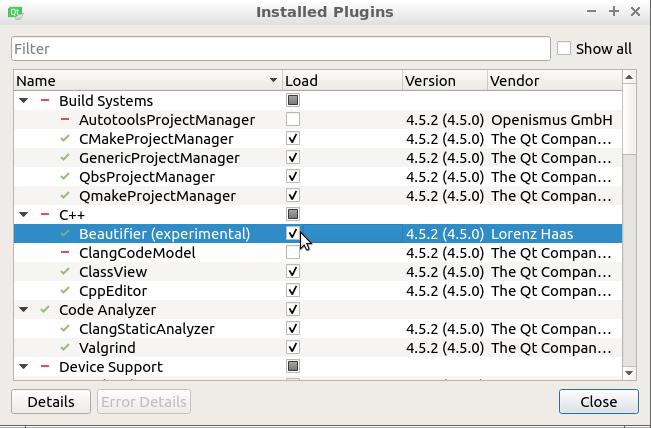 Installed Plugins
Filter
Show all
Name Load Version Vendor
Build Systems
AutotoolsProjectManager 4.5.2 (4.5.0) Openismus GmbH
CMakeProjectManager 4.5.2 (4.5.0) The Qt Compan...
GenericProjectManager 4.5.2 (4.5.0) The Qt Compan...
QbsProjectManager 4.5.2 (4.5.0) The Qt Compan...
QmakeProjectManager 4.5.2 (4.5.0) The Qt Compan...
C++
Beautifier (experimental) 4.5.2 (4.5.0) Lorenz Haas
ClangCodeModel 4.5.2 (4.5.0) The Qt Compan...
ClassView 4.5.2 (4.5.0) The Qt Compan...
CppEditor 4.5.2 (4.5.0) The Qt Compan...
Code Analyzer
ClangStaticAnalyzer 4.5.2 (4.5.0) The Qt Compan...
Valgrind 4.5.2 (4.5.0) The Qt Compan...
Device Support
Details Error Details Close